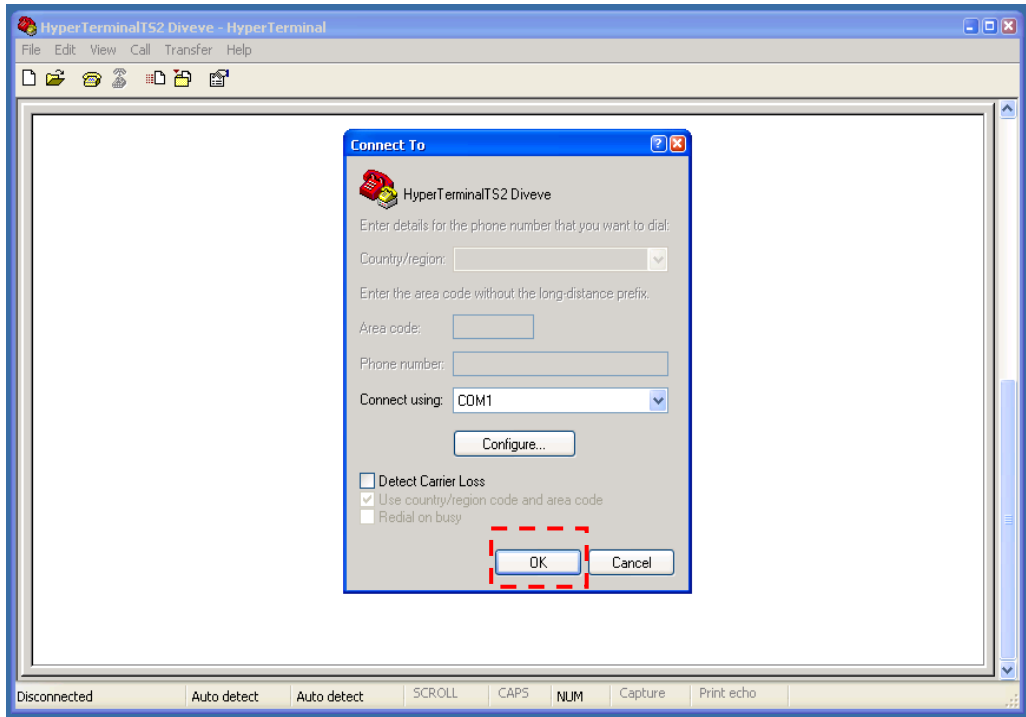 HyperTerminalTS2 Diveve - HyperTerminal
File Edit View Call Transfer Help
Connect To
HyperTerminalTS2 Diveve
Enter details for the phone number that you want to dial:
Country/region:
Enter the area code without the long-distance prefix.
Area code:
Phone number:
Connect using: COM1
Configure...
Detect Carrier Loss
Use country/region code and area code
Redial on busy
OK Cancel
Disconnected Auto detect Auto detect SCROLL CAPS NUM Capture Print echo